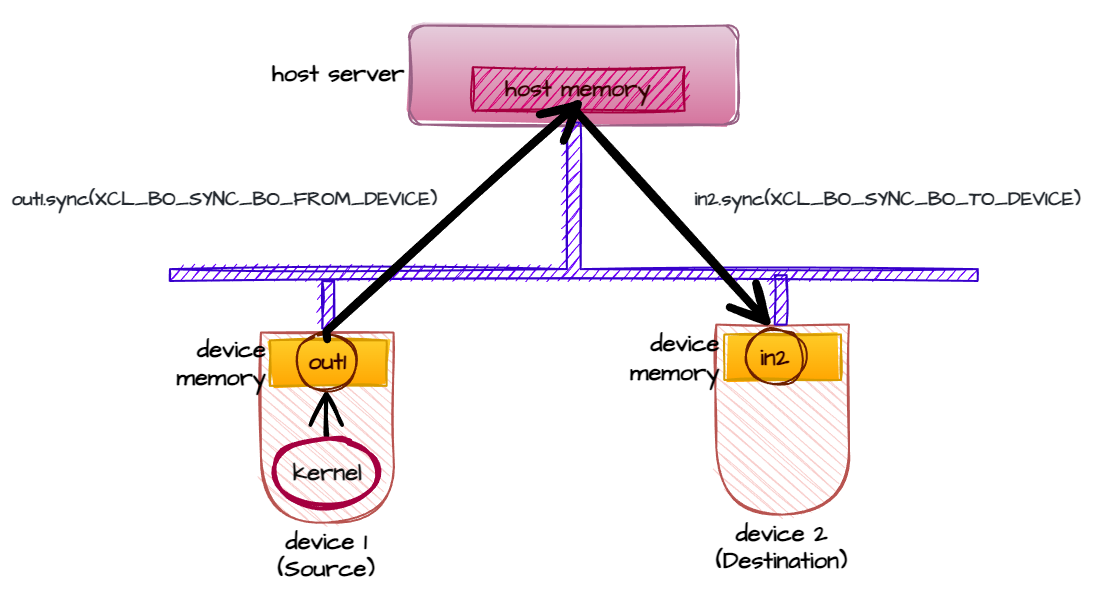 host server
host memory
out1.sync(XCL_BO_SYNC_BO_FROM_DEVICE)
in2.sync(XCL_BO_SYNC_BO_TO_DEVICE)
device
memory
out1
device
memory
in2
kernel
device 1
(Source)
device 2
(Destination)